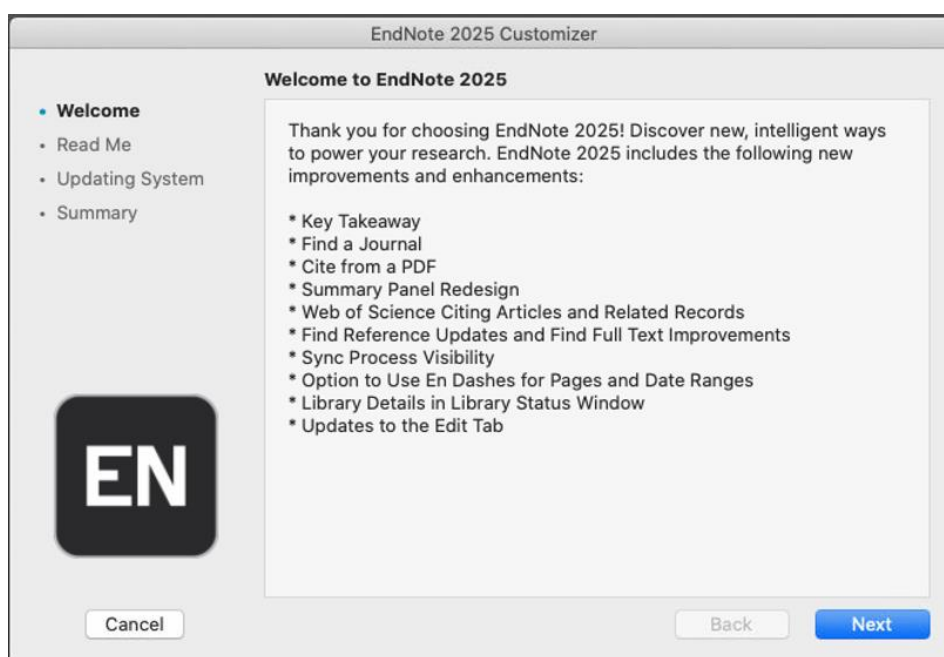 EndNote 2025 Customizer
Welcome to EndNote 2025
• Welcome
• Read Me
• Updating System
• Summary
Thank you for choosing EndNote 2025! Discover new, intelligent ways
to power your research. EndNote 2025 includes the following new
improvements and enhancements:
* Key Takeaway
* Find a Journal
* Cite from a PDF
* Summary Panel Redesign
* Web of Science Citing Articles and Related Records
* Find Reference Updates and Find Full Text Improvements
* Sync Process Visibility
* Option to Use En Dashes for Pages and Date Ranges
* Library Details in Library Status Window
* Updates to the Edit Tab
EN
Cancel
Back
Next